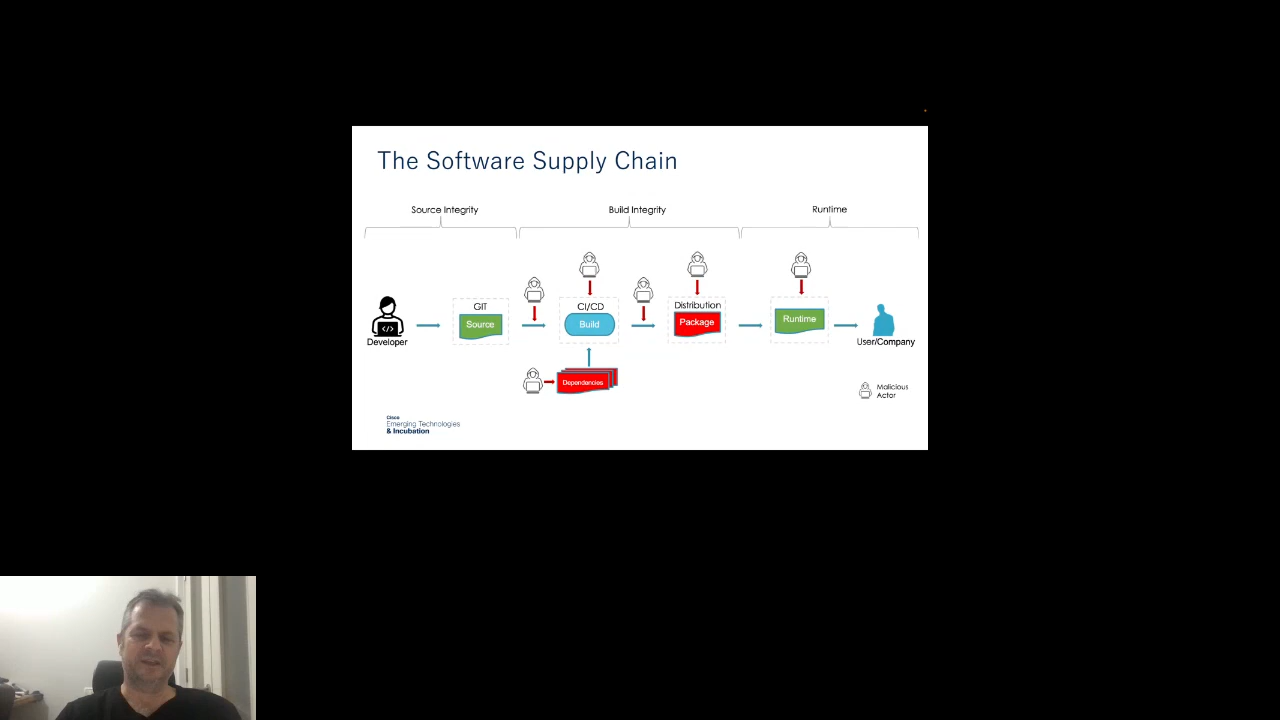 The Software Supply Chain
Source Integrity
Build Integrity
Runtime
GIT
Source
CI/CD
Build
Distribution
Package
Runtime
Developer
User/Company
Dependancies
Malicious
Actor
Cisco
Emerging Technologies
& Incubation